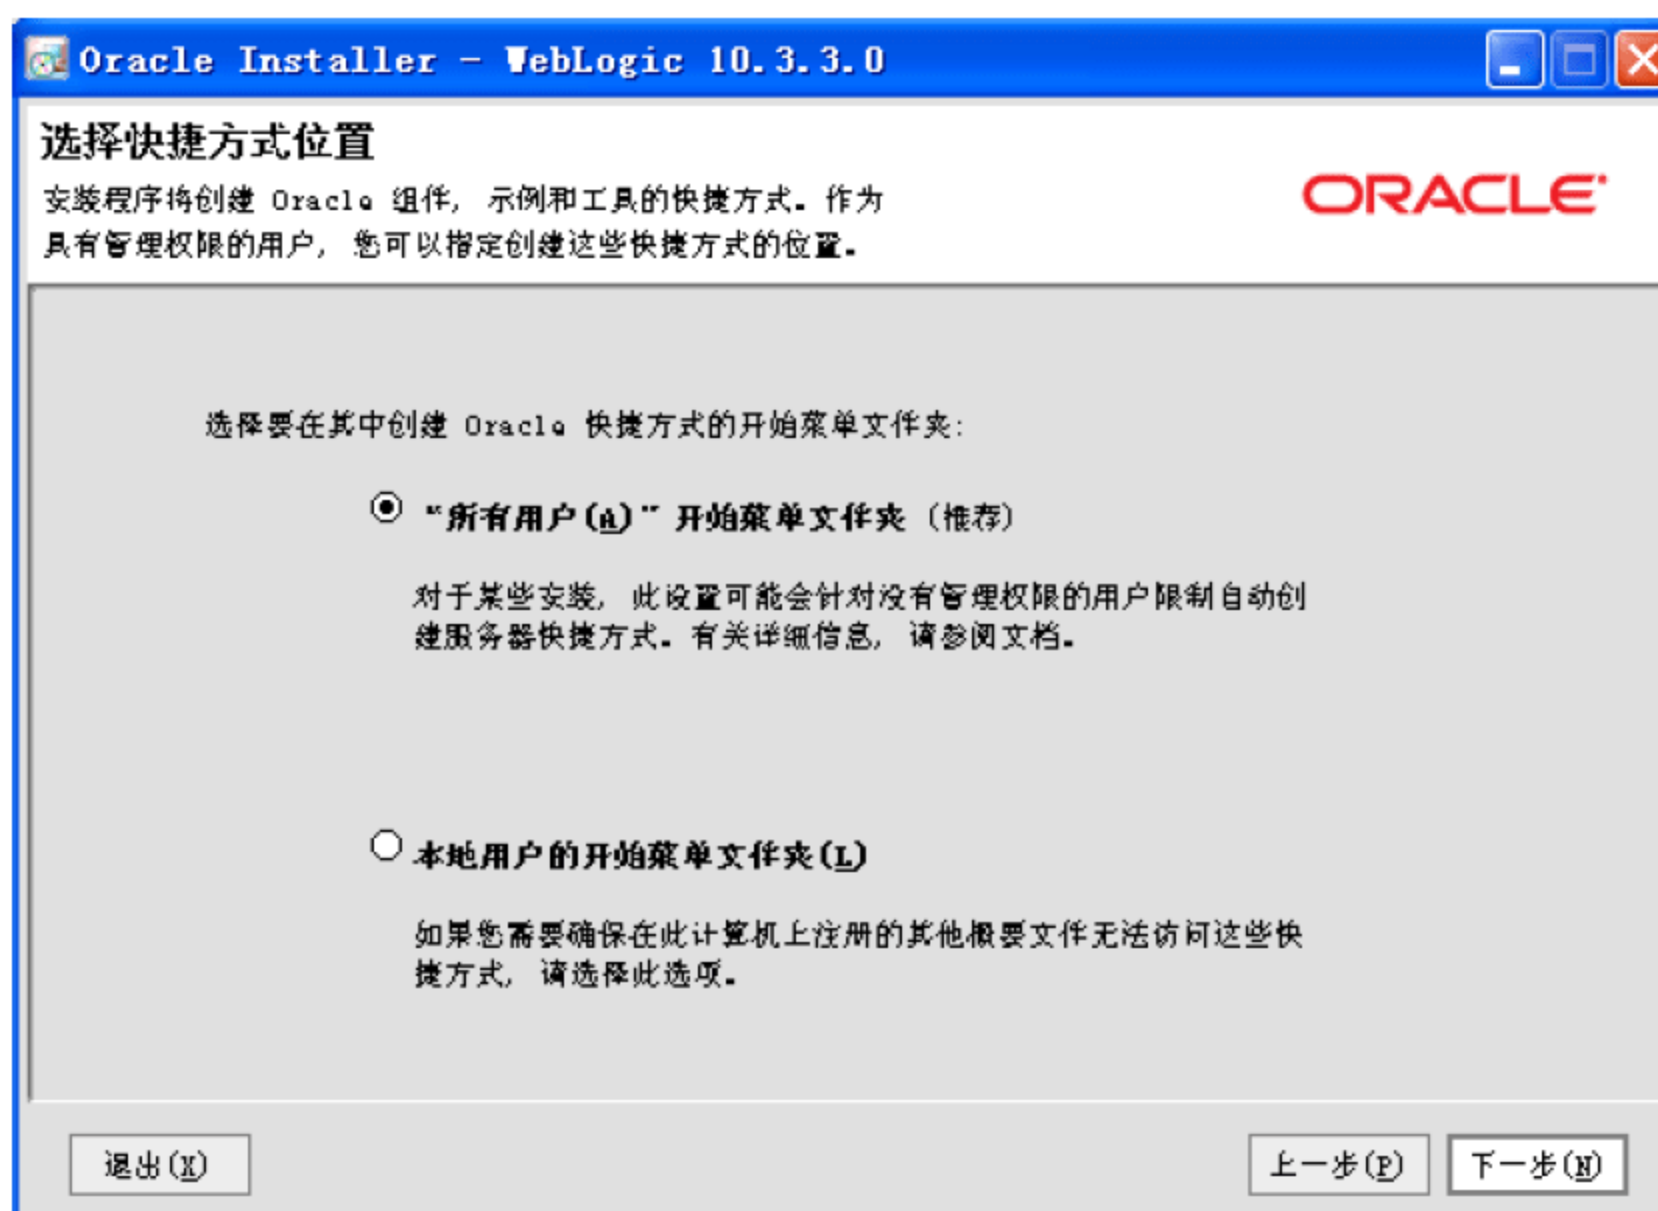 Oracle Installer - WebLogic 10.3.3.0
选择快捷方式位置
安装程序将创建 Oracle 组件, 示例和工具的快捷方式。作为
具有管理权限的用户, 您可以指定创建这些快捷方式的位置。
ORACLE
选择要在其中创建 Oracle 快捷方式的开始菜单文件夹:
“所有用户(A)” 开始菜单文件夹 (推荐)
对于某些安装, 此设置可能会针对没有管理权限的用户限制自动创
建服务器快捷方式。有关详细信息, 请参阅文档。
本地用户的开始菜单文件夹(L)
如果您需要确保在此计算机上注册的其他概要文件无法访问这些快
捷方式, 请选择此选项。
退出(X)
上一步(P)
下一步(N)